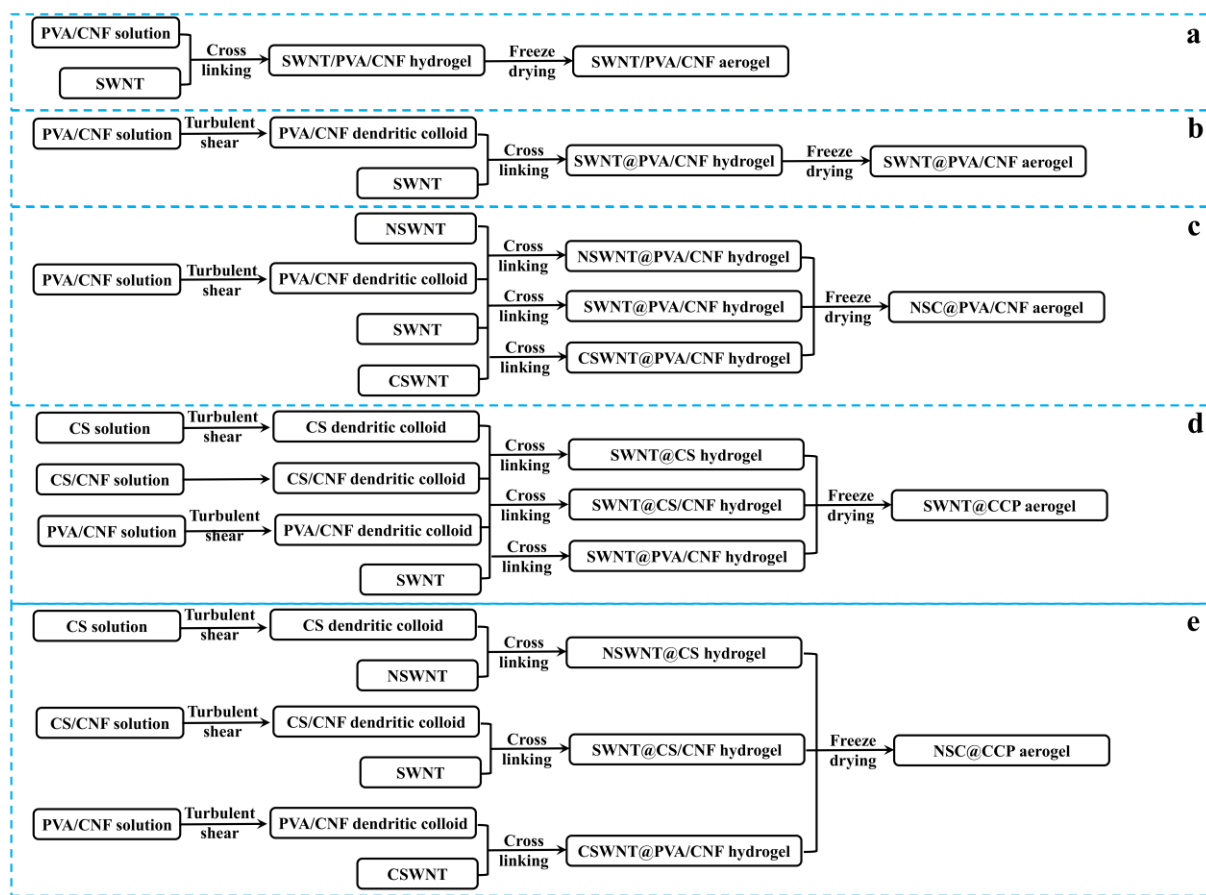 a
PVA/CNF solution
SWNT
Cross
linking
SWNT/PVA/CNF hydrogel
Freeze
drying
SWNT/PVA/CNF aerogel
b
PVA/CNF solution
Turbulent
shear
PVA/CNF dendritic colloid
SWNT
Cross
linking
SWNT@PVA/CNF hydrogel
Freeze
drying
SWNT@PVA/CNF aerogel
c
NSWNT
PVA/CNF solution
Turbulent
shear
PVA/CNF dendritic colloid
SWNT
CSWNT
Cross
linking
NSWNT@PVA/CNF hydrogel
Cross
linking
SWNT@PVA/CNF hydrogel
Cross
linking
CSWNT@PVA/CNF hydrogel
Freeze
drying
NSC@PVA/CNF aerogel
d
CS solution
Turbulent
shear
CS dendritic colloid
CS/CNF solution
CS/CNF dendritic colloid
PVA/CNF solution
Turbulent
shear
PVA/CNF dendritic colloid
SWNT
Cross
linking
SWNT@CS hydrogel
Cross
linking
SWNT@CS/CNF hydrogel
Cross
linking
SWNT@PVA/CNF hydrogel
Freeze
drying
SWNT@CCP aerogel
e
CS solution
Turbulent
shear
CS dendritic colloid
NSWNT
Cross
linking
NSWNT@CS hydrogel
CS/CNF solution
Turbulent
shear
CS/CNF dendritic colloid
SWNT
Cross
linking
SWNT@CS/CNF hydrogel
PVA/CNF solution
Turbulent
shear
PVA/CNF dendritic colloid
CSWNT
Cross
linking
CSWNT@PVA/CNF hydrogel
Freeze
drying
NSC@CCP aerogel